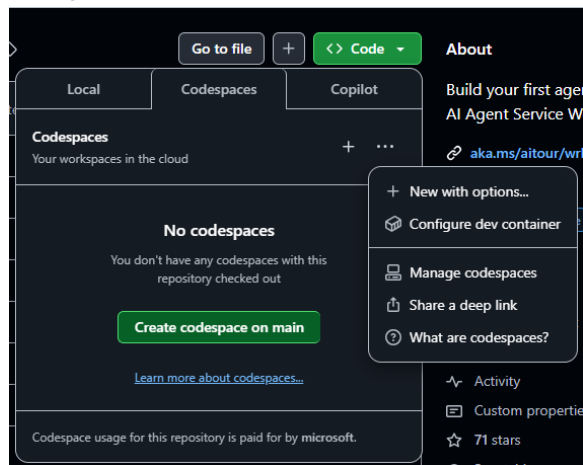 Go to file
<> Code
About
Local
Codespaces
Copilot
Build your first age
AI Agent Service W
Codespaces
Your workspaces in the cloud
aka.ms/aitour/wr
New with options...
Configure dev container
No codespaces
You don't have any codespaces with this
repository checked out
Manage codespaces
Share a deep link
What are codespaces?
Create codespace on main
Learn more about codespaces...
Activity
Custom propertie
71 stars
Codespace usage for this repository is paid for by microsoft.